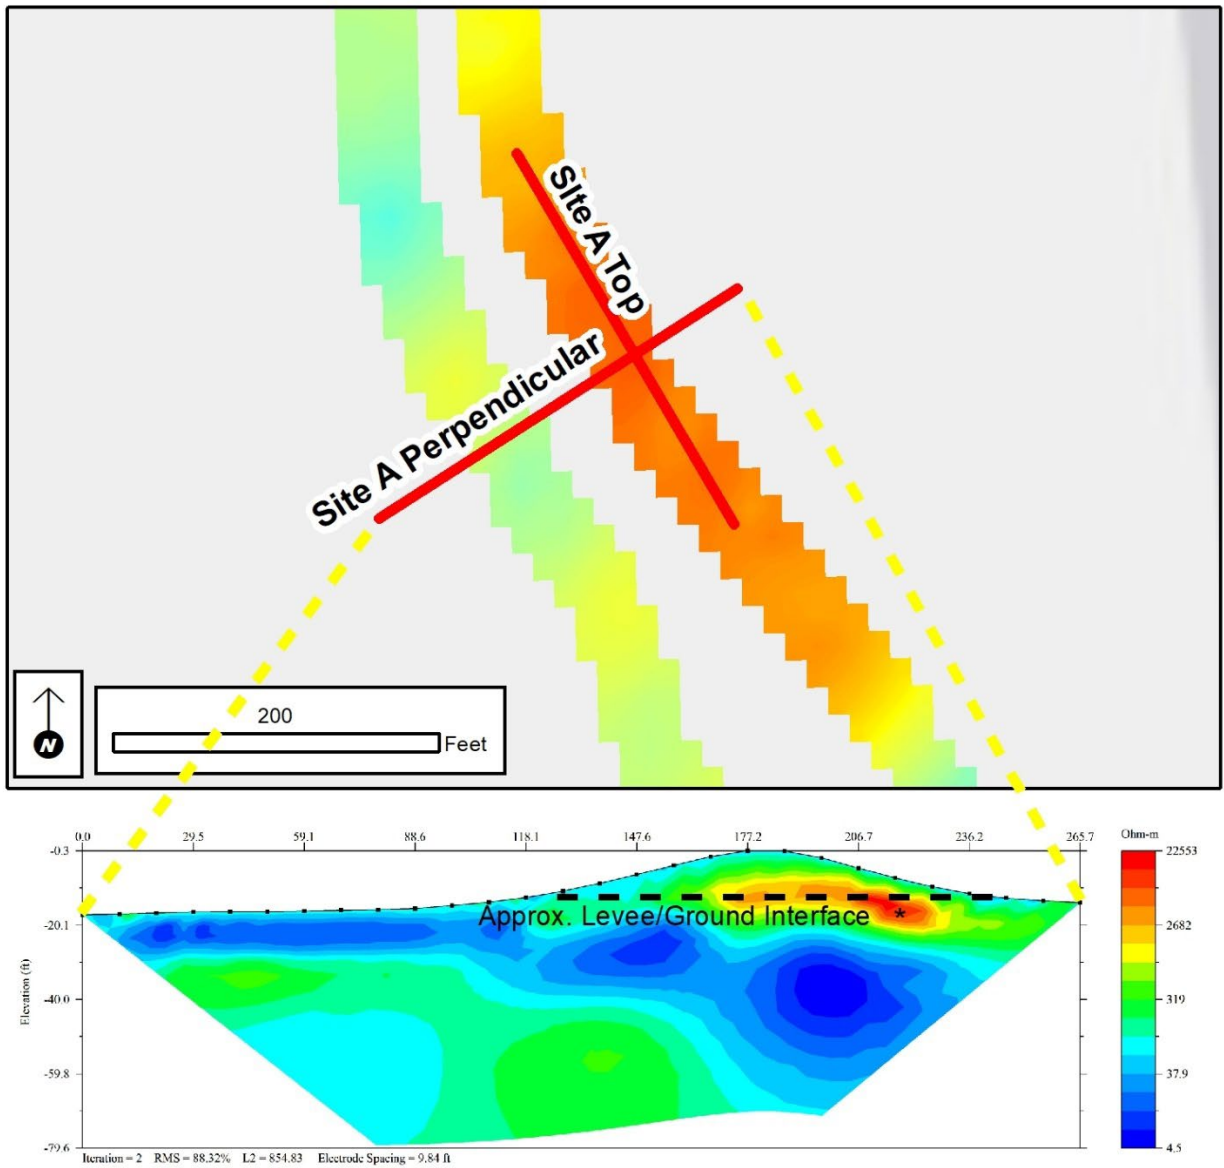 SIte A Top
Site A Perpendicular
N
200
Feet
0.0 29.5 59.1 88.6 118.1 147.6 177.2 206.7 236.2 265.7
Ohm-m
-0.3
22553
Approx. Levee/Ground Interface *
-20.1
2682
Elevation (ft)
-40.0
319
-59.8
37.9
-79.6
4.5
Iteration = 2 RMS = 88.32% L2 = 854.83 Electrode Spacing = 9.84 ft